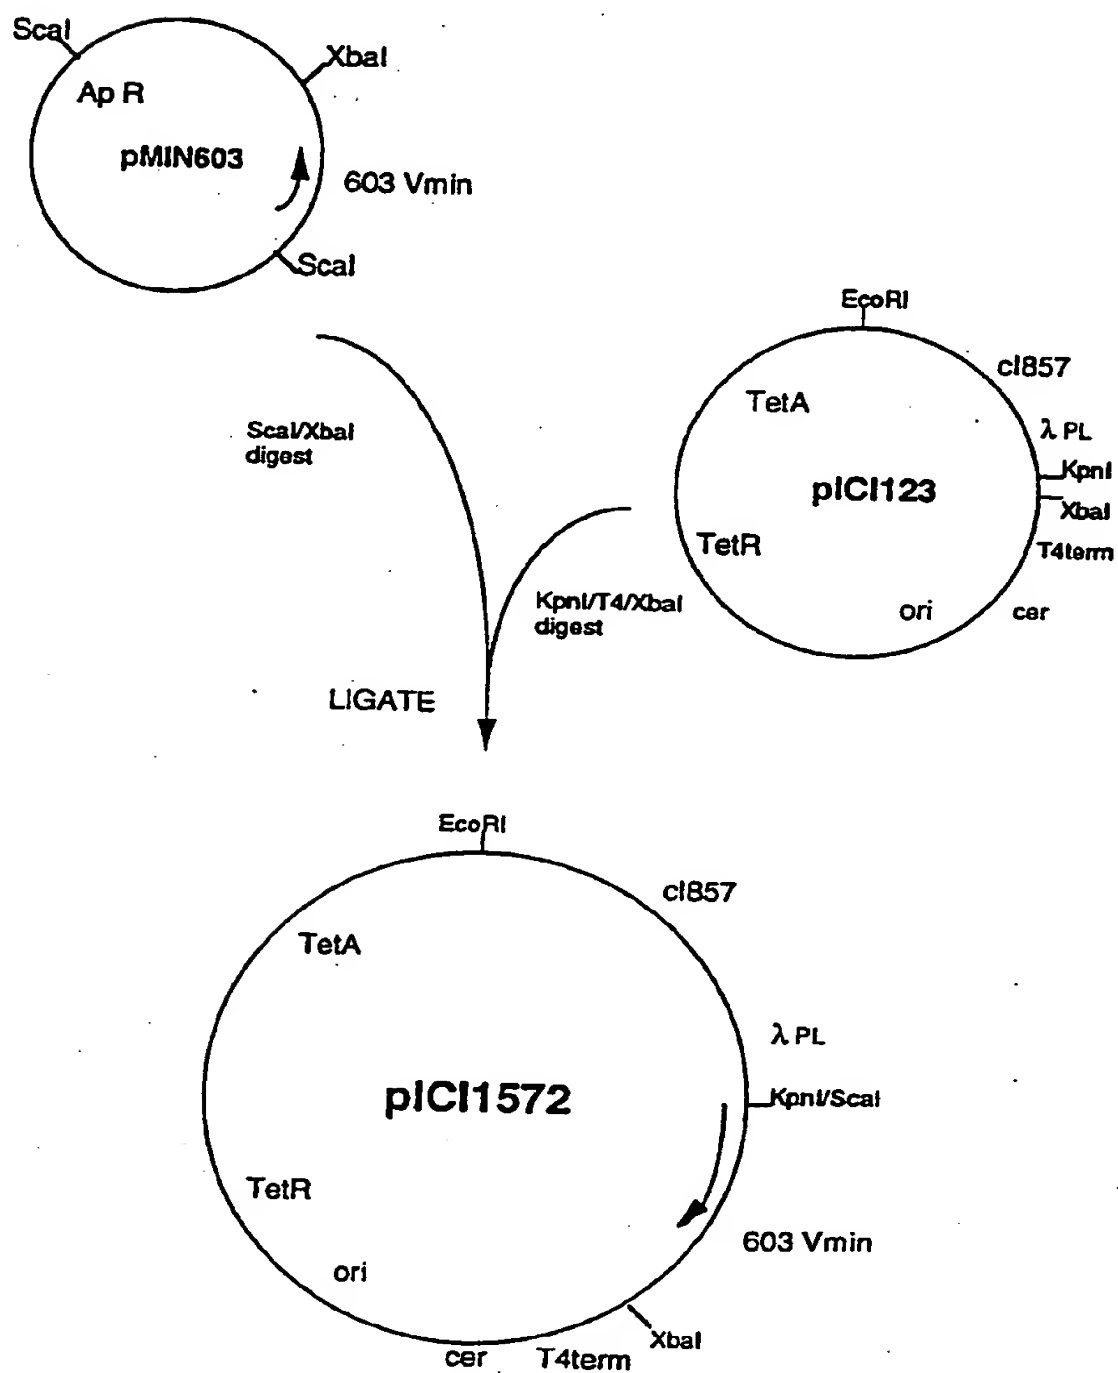 ScaI
XbaI
Ap R
pMIN603
603 Vmin
ScaI
EcoRI
cI857
TetA
λ PL
KpnI
pICI123
XbaI
TetR
T4term
ori
cer
ScaI/XbaI
digest
KpnI/T4/XbaI
digest
LIGATE
EcoRI
cI857
TetA
λ PL
pICI1572
KpnI/ScaI
TetR
603 Vmin
ori
XbaI
cer
T4term